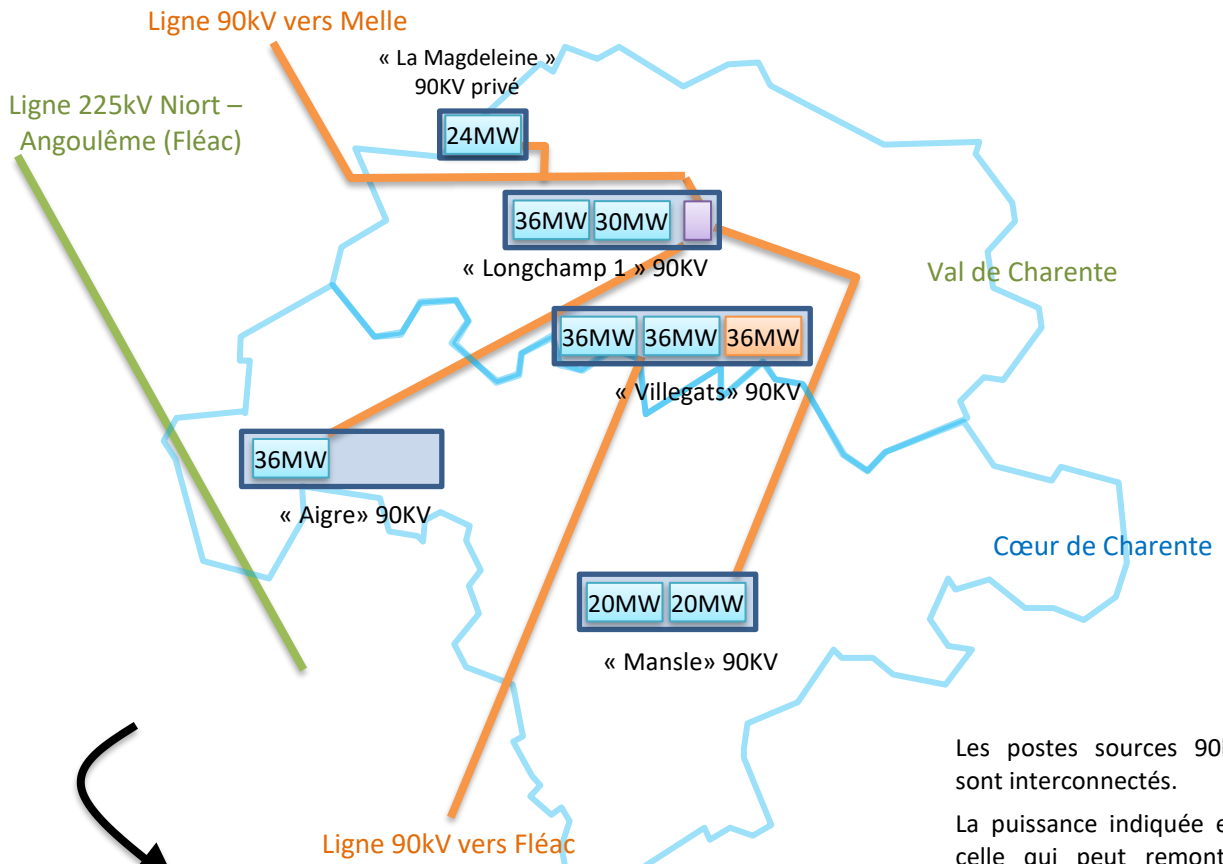 Ligne 90kV vers Melle
« La Magdeleine »
90KV privé
Ligne 225kV Niort –
Angoulême (Fléac)
24MW
36MW 30MW
« Longchamp 1 » 90KV
Val de Charente
36MW 36MW 36MW
« Villegats» 90KV
36MW
« Aigre» 90KV
Cœur de Charente
20MW 20MW
« Mansle» 90KV
Les postes sources
sont interconnectés.
La puissance indiquée
celle qui peut
Ligne 90kV vers Fléac